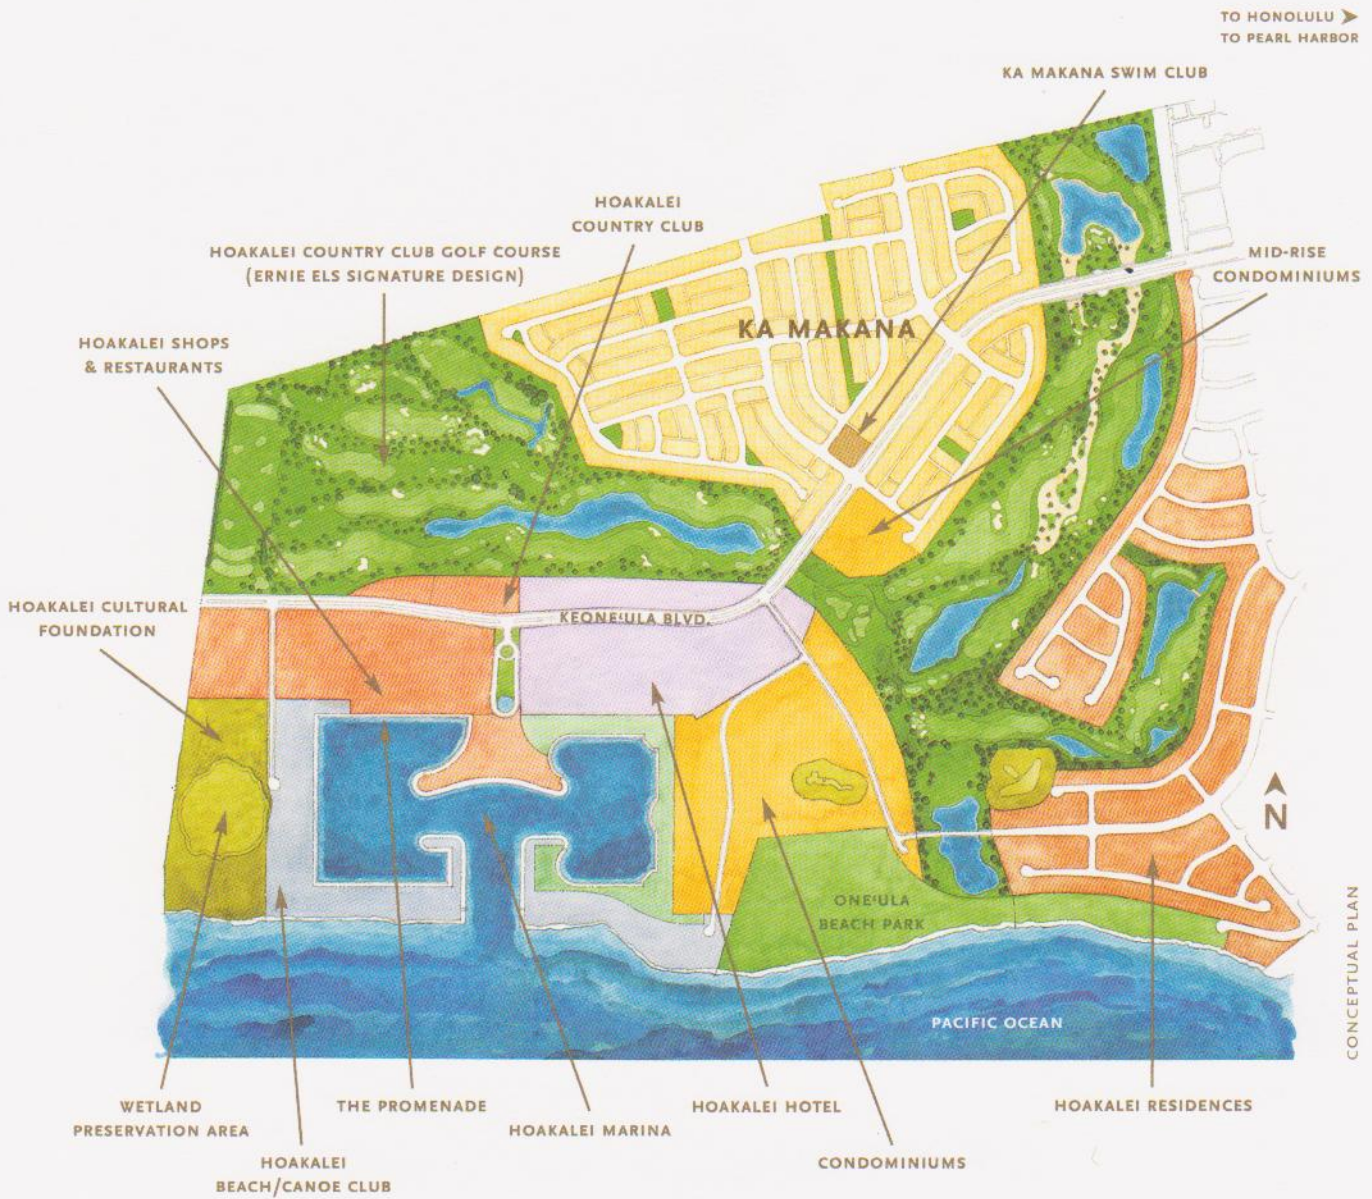 TO HONOLULU
TO PEARL HARBOR
KA MAKANA SWIM CLUB
HOAKALEI
COUNTRY CLUB
HOAKALEI COUNTRY CLUB GOLF COURSE
(ERNIE ELS SIGNATURE DESIGN)
MID-RISE
CONDOMINIUMS
HOAKALEI SHOPS
& RESTAURANTS
KA MAKANA
HOAKALEI CULTURAL
FOUNDATION
KEONE'ULA BLVD.
N
ONE'ULA
BEACH PARK
PACIFIC OCEAN
CONCEPTUAL PLAN
WETLAND
PRESERVATION AREA
THE PROMENADE
HOAKALEI MARINA
HOAKALEI HOTEL
HOAKALEI RESIDENCES
HOAKALEI
BEACH/CANOE CLUB
CONDOMINIUMS